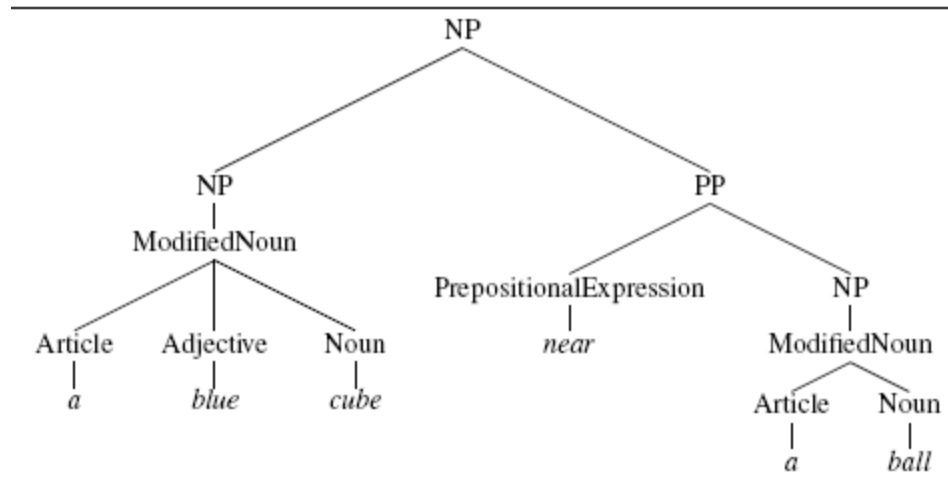 NP
NP PP
ModifiedNoun
PrepositionalExpression NP
Article Adjective Noun near ModifiedNoun
a blue cube Article Noun
a ball